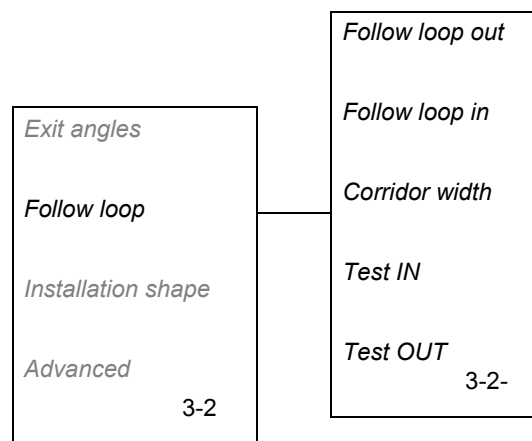 Exit angles
Follow loop
Installation shape
Advanced
3-2
Follow loop out
Follow loop in
Corridor width
Test IN
Test OUT
3-2-